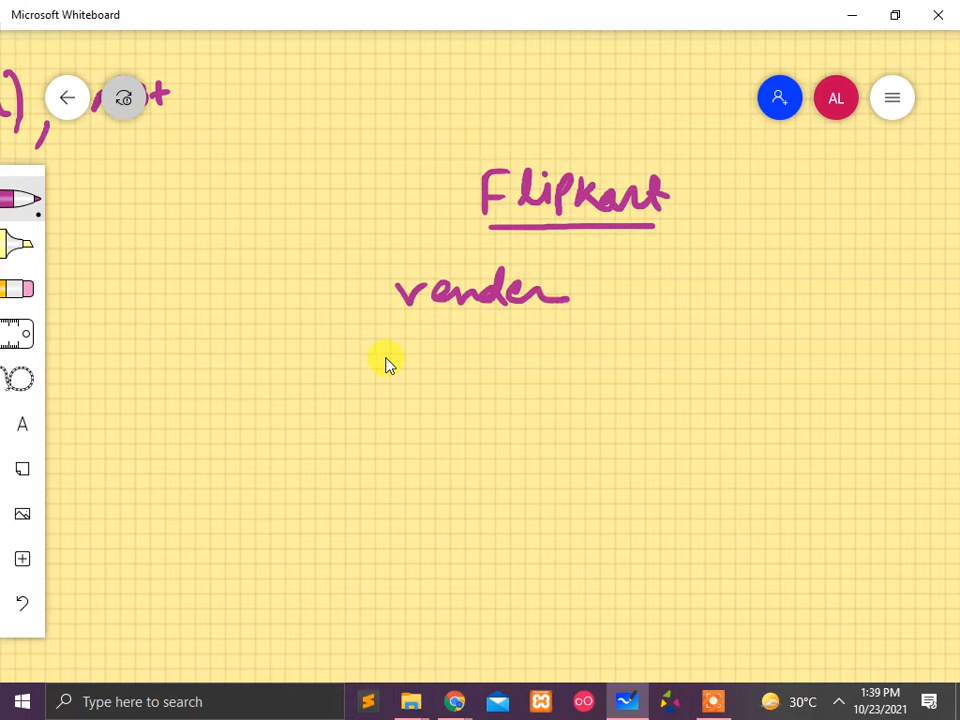 Microsoft Whiteboard
AL
Flipkart
vender
A
Type here to search
30°C
1:39 PM
10/23/2021